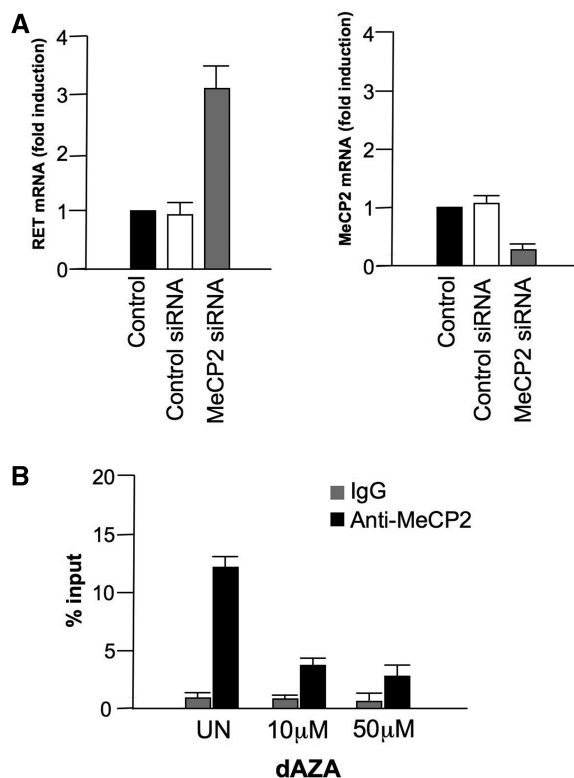 A
RET mRNA (fold induction)
4
3
2
1
0
Control
Control siRNA
MeCP2 siRNA
MeCP2 mRNA (fold induction)
4
3
2
1
0
Control
Control siRNA
MeCP2 siRNA
B
% input
20
15
10
5
0
IgG
Anti-MeCP2
UN
10μM
50μM
dAZA